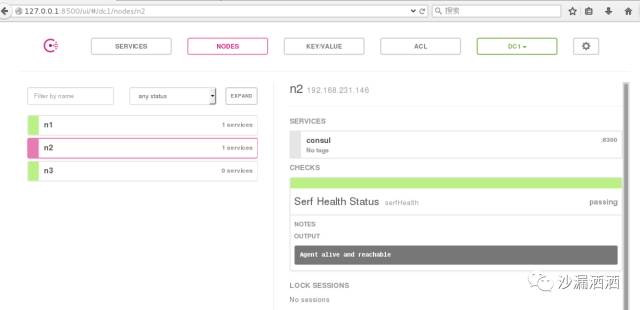 127.0.0.1:8500/ui/#/dc1/nodes/n2
搜索
SERVICES
NODES
KEY/VALUE
ACL
DC1
Filter by name
any status
EXPAND
n1
1 services
n2
1 services
n3
0 services
n2 192.168.231.146
SERVICES
consul
:8300
No tags
CHECKS
Serf Health Status serfHealth
passing
NOTES
OUTPUT
Agent alive and reachable
LOCK SESSIONS
No sessions
沙漏洒洒